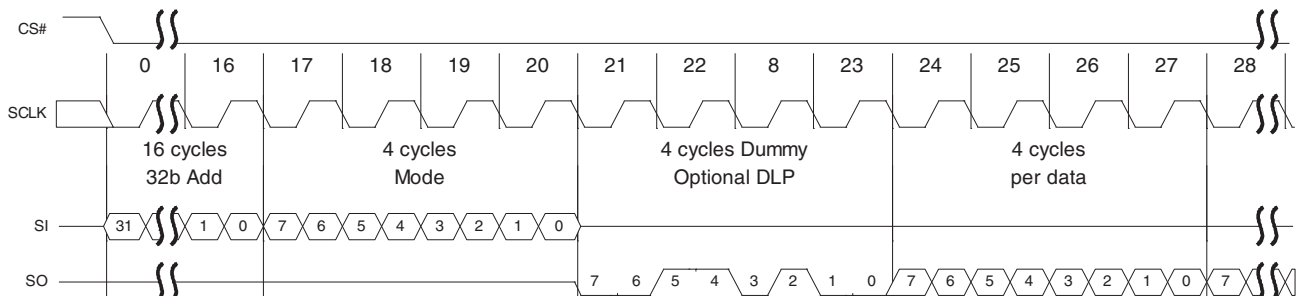 CS#
0 16 17 18 19 20 21 22 8 23 24 25 26 27 28
SCLK
16 cycles 4 cycles 4 cycles Dummy 4 cycles
32b Add Mode Optional DLP per data
SI 31 1 0 7 6 5 4 3 2 1 0
SO 7 6 5 4 3 2 1 0 7 6 5 4 3 2 1 0 7